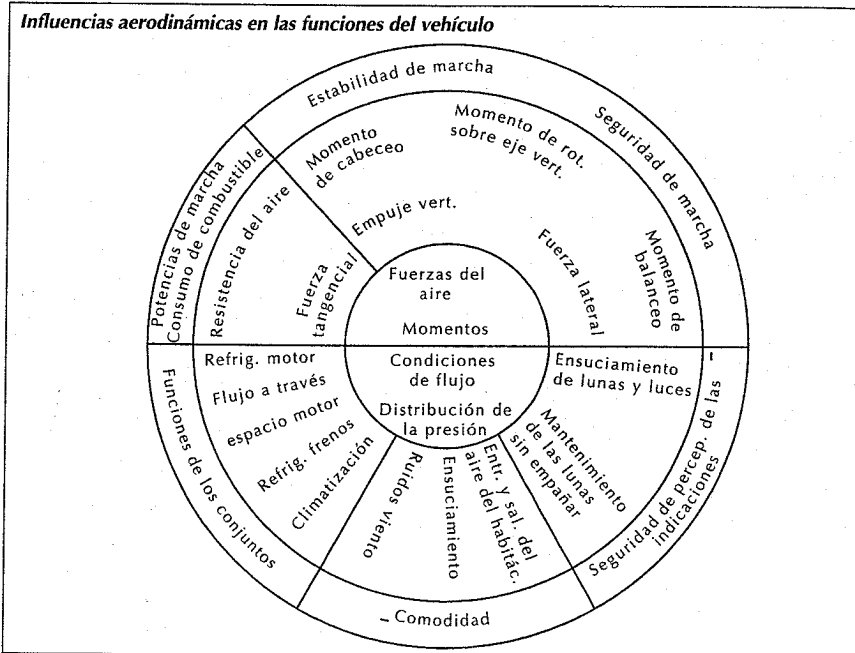 Influencias aerodinámicas en las funciones del vehículo
Estabilidad de marcha
Seguridad de marcha
Potencias de marcha
Consumo de combustible
Momento
de cabeceo
Momento de rot.
sobre eje vert.
Empuje vert.
Resistencia del aire
Fuerza
tangencial
Fuerza lateral
Momento de
balanceo
Fuerzas del
aire
Momentos
Condiciones
de flujo
Distribución de
la presión
Refrig. motor
Flujo a través
espacio motor
Refrig. frenos
Climatización
Ruidos viento
Ensuciamiento
Entr. y sal. del
aire del habitác.
Mantenimiento
de las lunas
sin empañar
Ensuciamiento
de lunas y luces
Funciones de los conjuntos
Comodidad
Seguridad de percep. de las
indicaciones